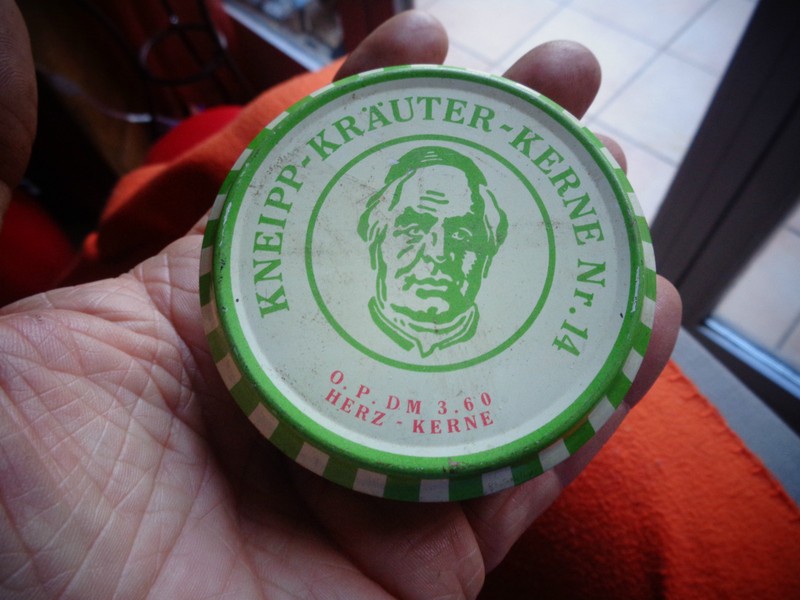 KNEIPP-KRÄUTER-KERNE Nr. 14
O.P. DM 3.60
HERZ-KERNE